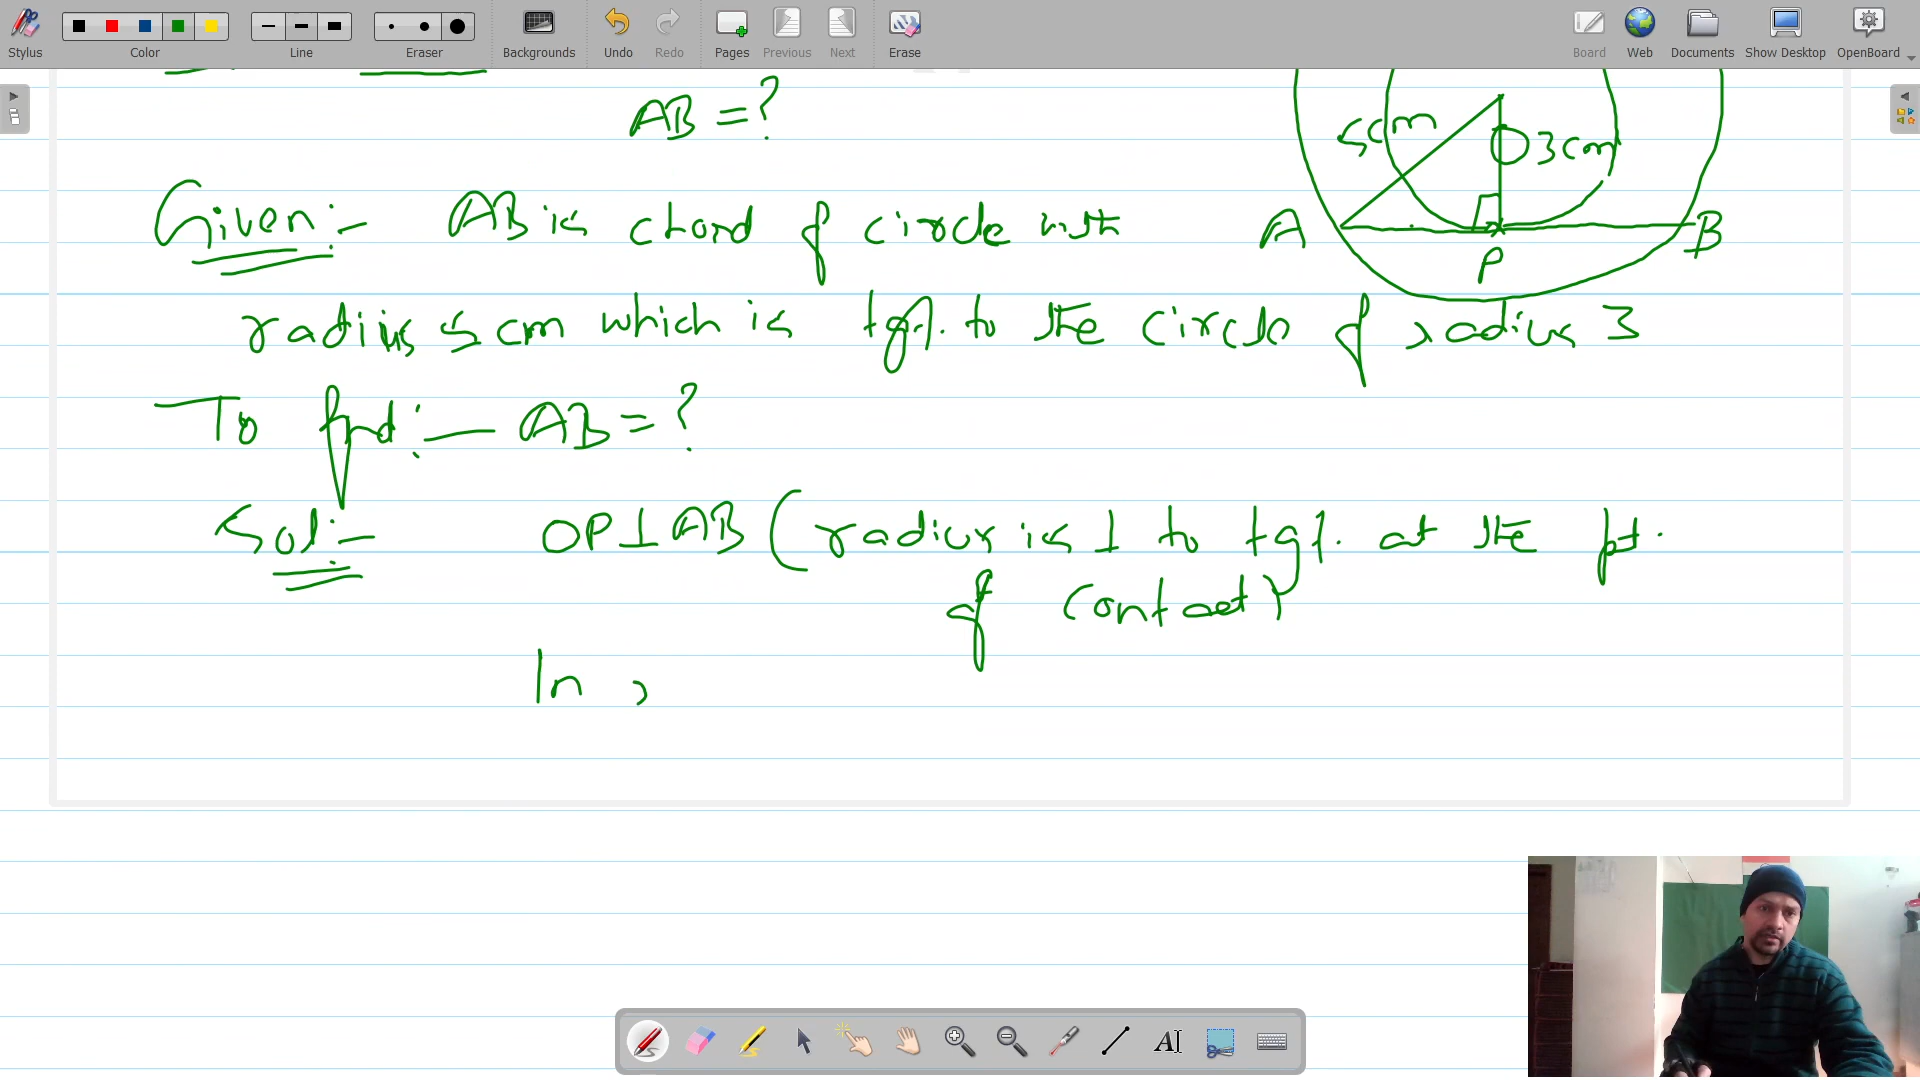 Stylus Color Line Eraser Backgrounds Undo Redo Pages Previous Next Erase Board Web Documents Show Desktop OpenBoard
AB = ?
5cm O 3cm
Given:- AB is chord of circle with
A B
P
radius 5 cm which is tgt. to the circle of radius 3
To find:- AB = ?
Sol:- OP⊥AB (radius is ⊥ to tgt. at the pt.
of contact)
In ,